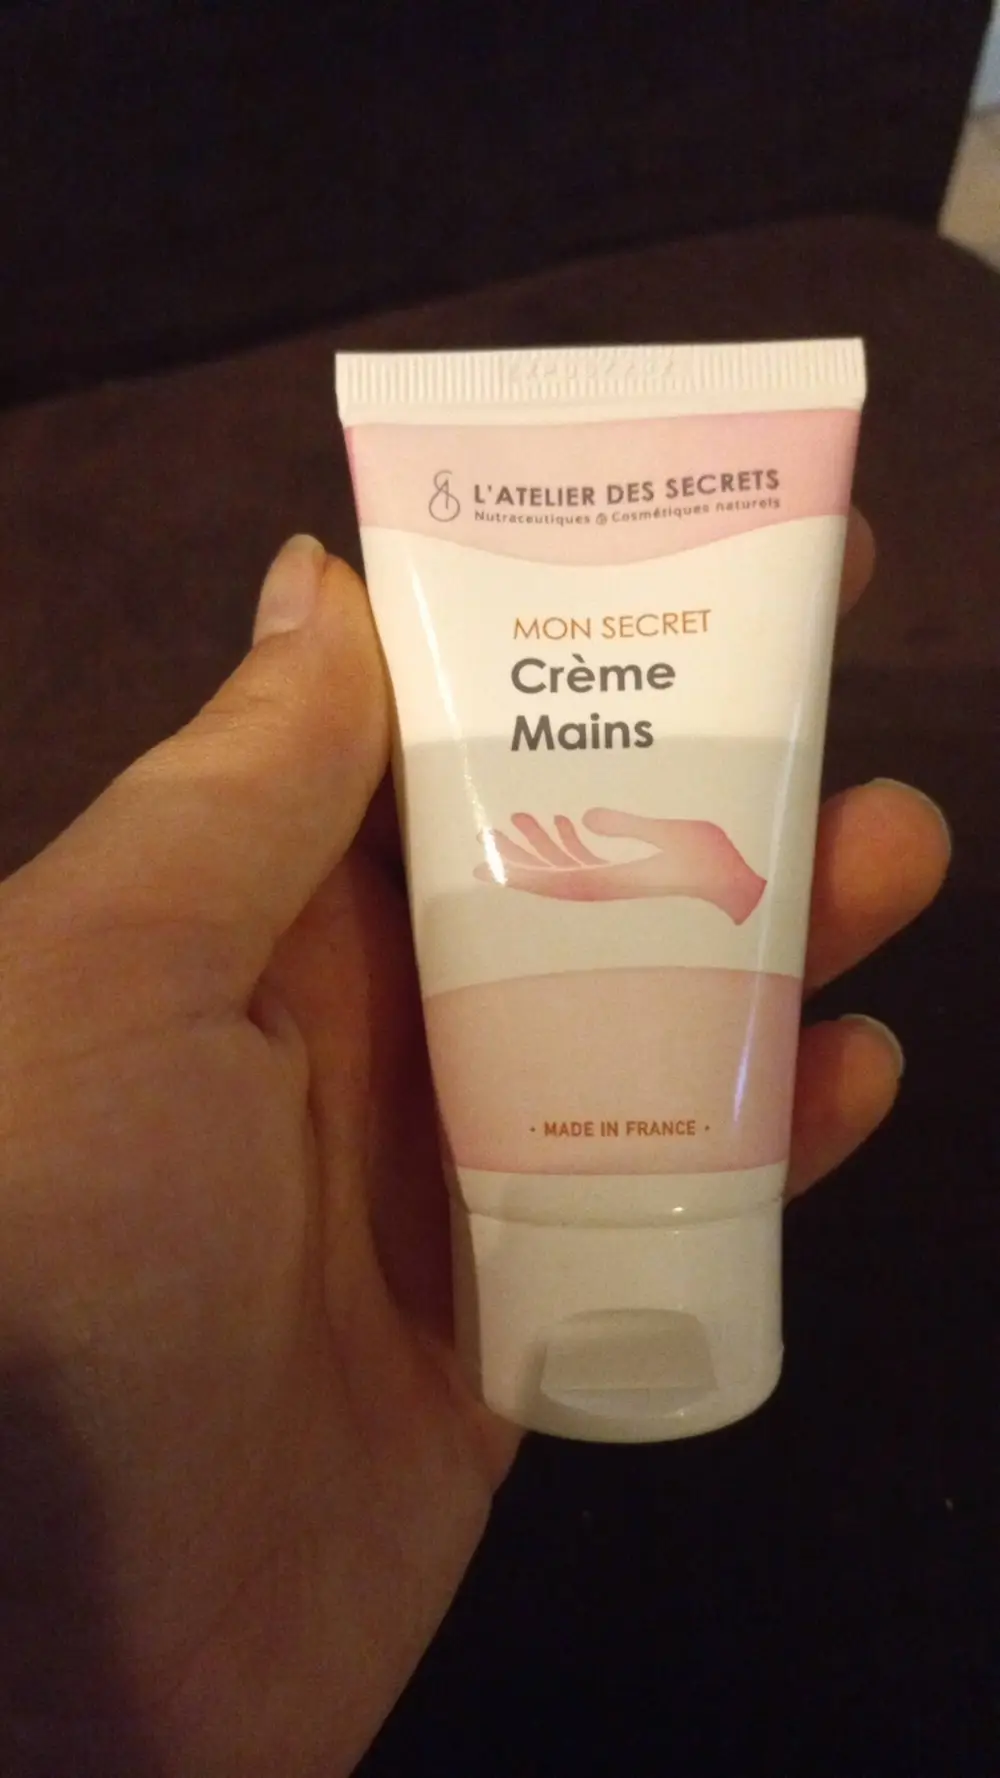 L'ATELIER DES SECRETS
Nutraceutiques & Cosmétiques naturels
MON SECRET
Crème
Mains
• MADE IN FRANCE •